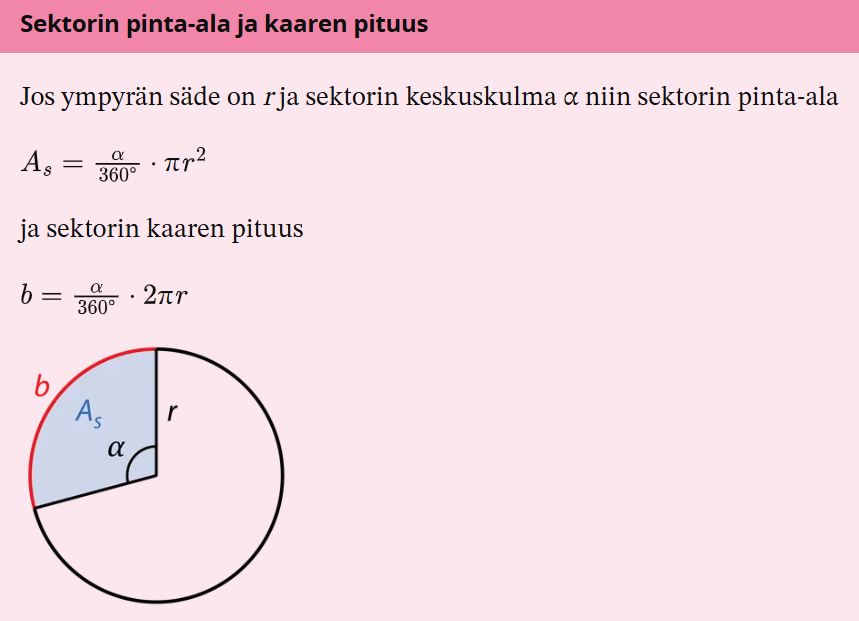 Sektorin pinta-ala ja kaaren pituus
Jos ympyrän säde on r ja sektorin keskuskulma α niin sektorin pinta-ala
A_s = α/360° · πr²
ja sektorin kaaren pituus
b = α/360° · 2πr
b
A_s
r
α